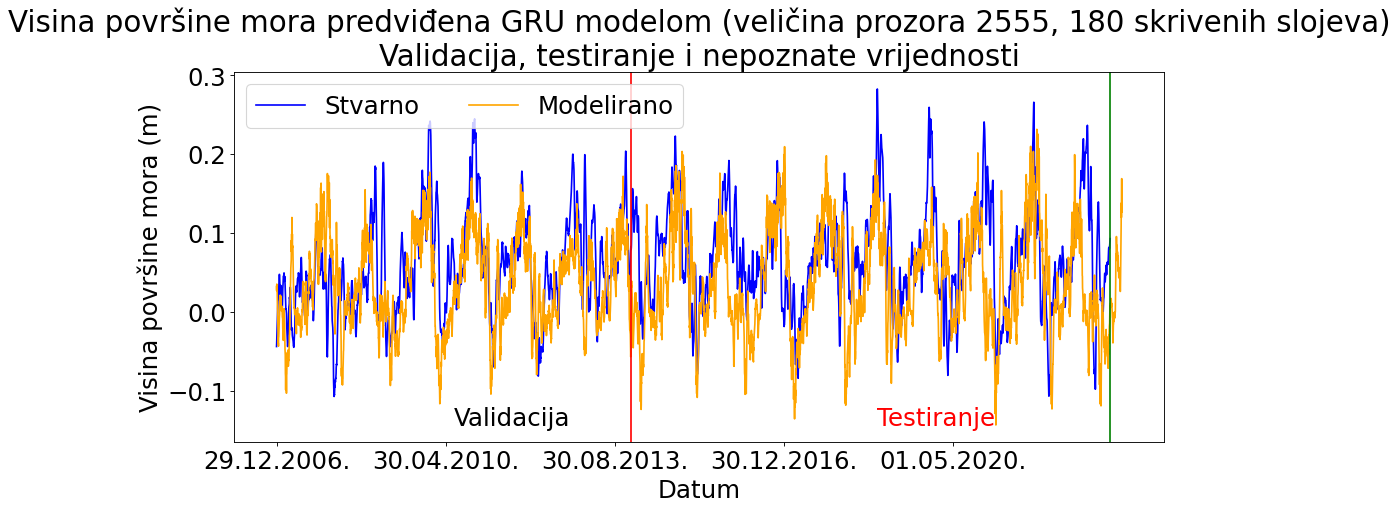 Visina površine mora predviđena GRU modelom (veličina prozora 2555, 180 skrivenih slojeva)
Validacija, testiranje i nepoznate vrijednosti
Stvarno
Modelirano
Visina površine mora (m)
0.3
0.2
0.1
0.0
−0.1
Validacija
Testiranje
29.12.2006.
30.04.2010.
30.08.2013.
30.12.2016.
01.05.2020.
Datum